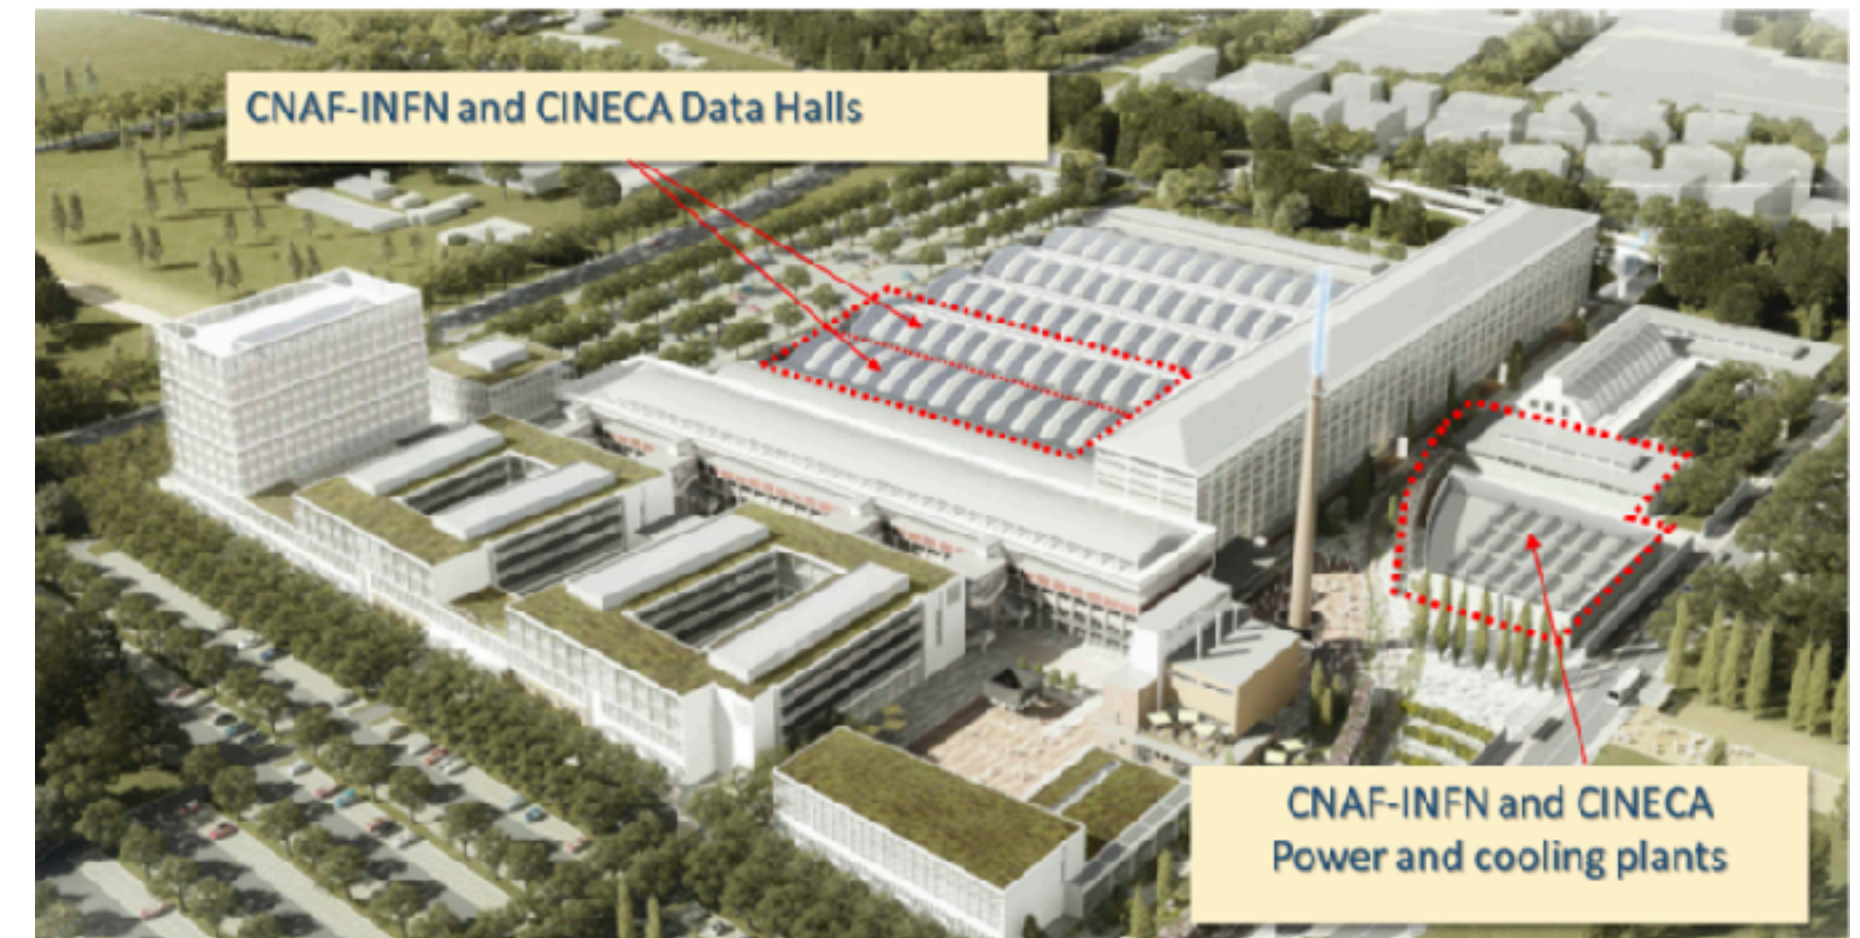 CNAF-INFN and CINECA Data Halls
CNAF-INFN and CINECA
Power and cooling plants